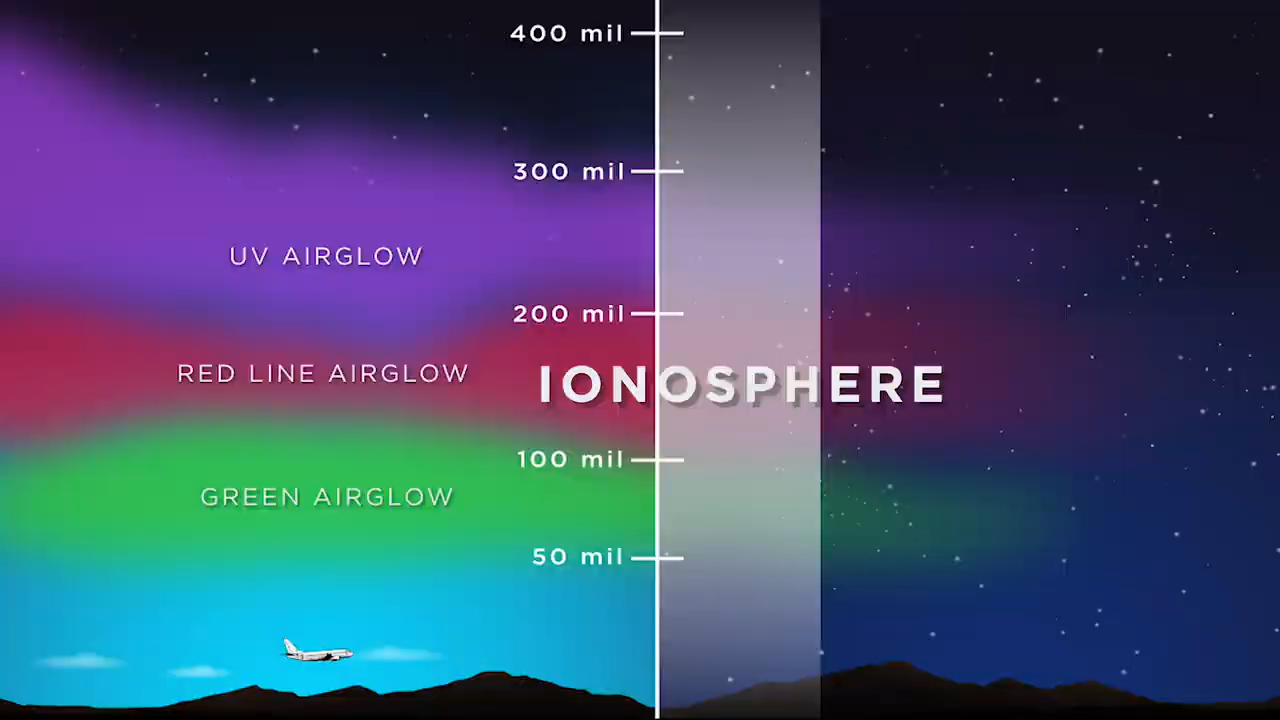 400 mil
300 mil
UV AIRGLOW
200 mil
RED LINE AIRGLOW
IONOSPHERE
100 mil
GREEN AIRGLOW
50 mil